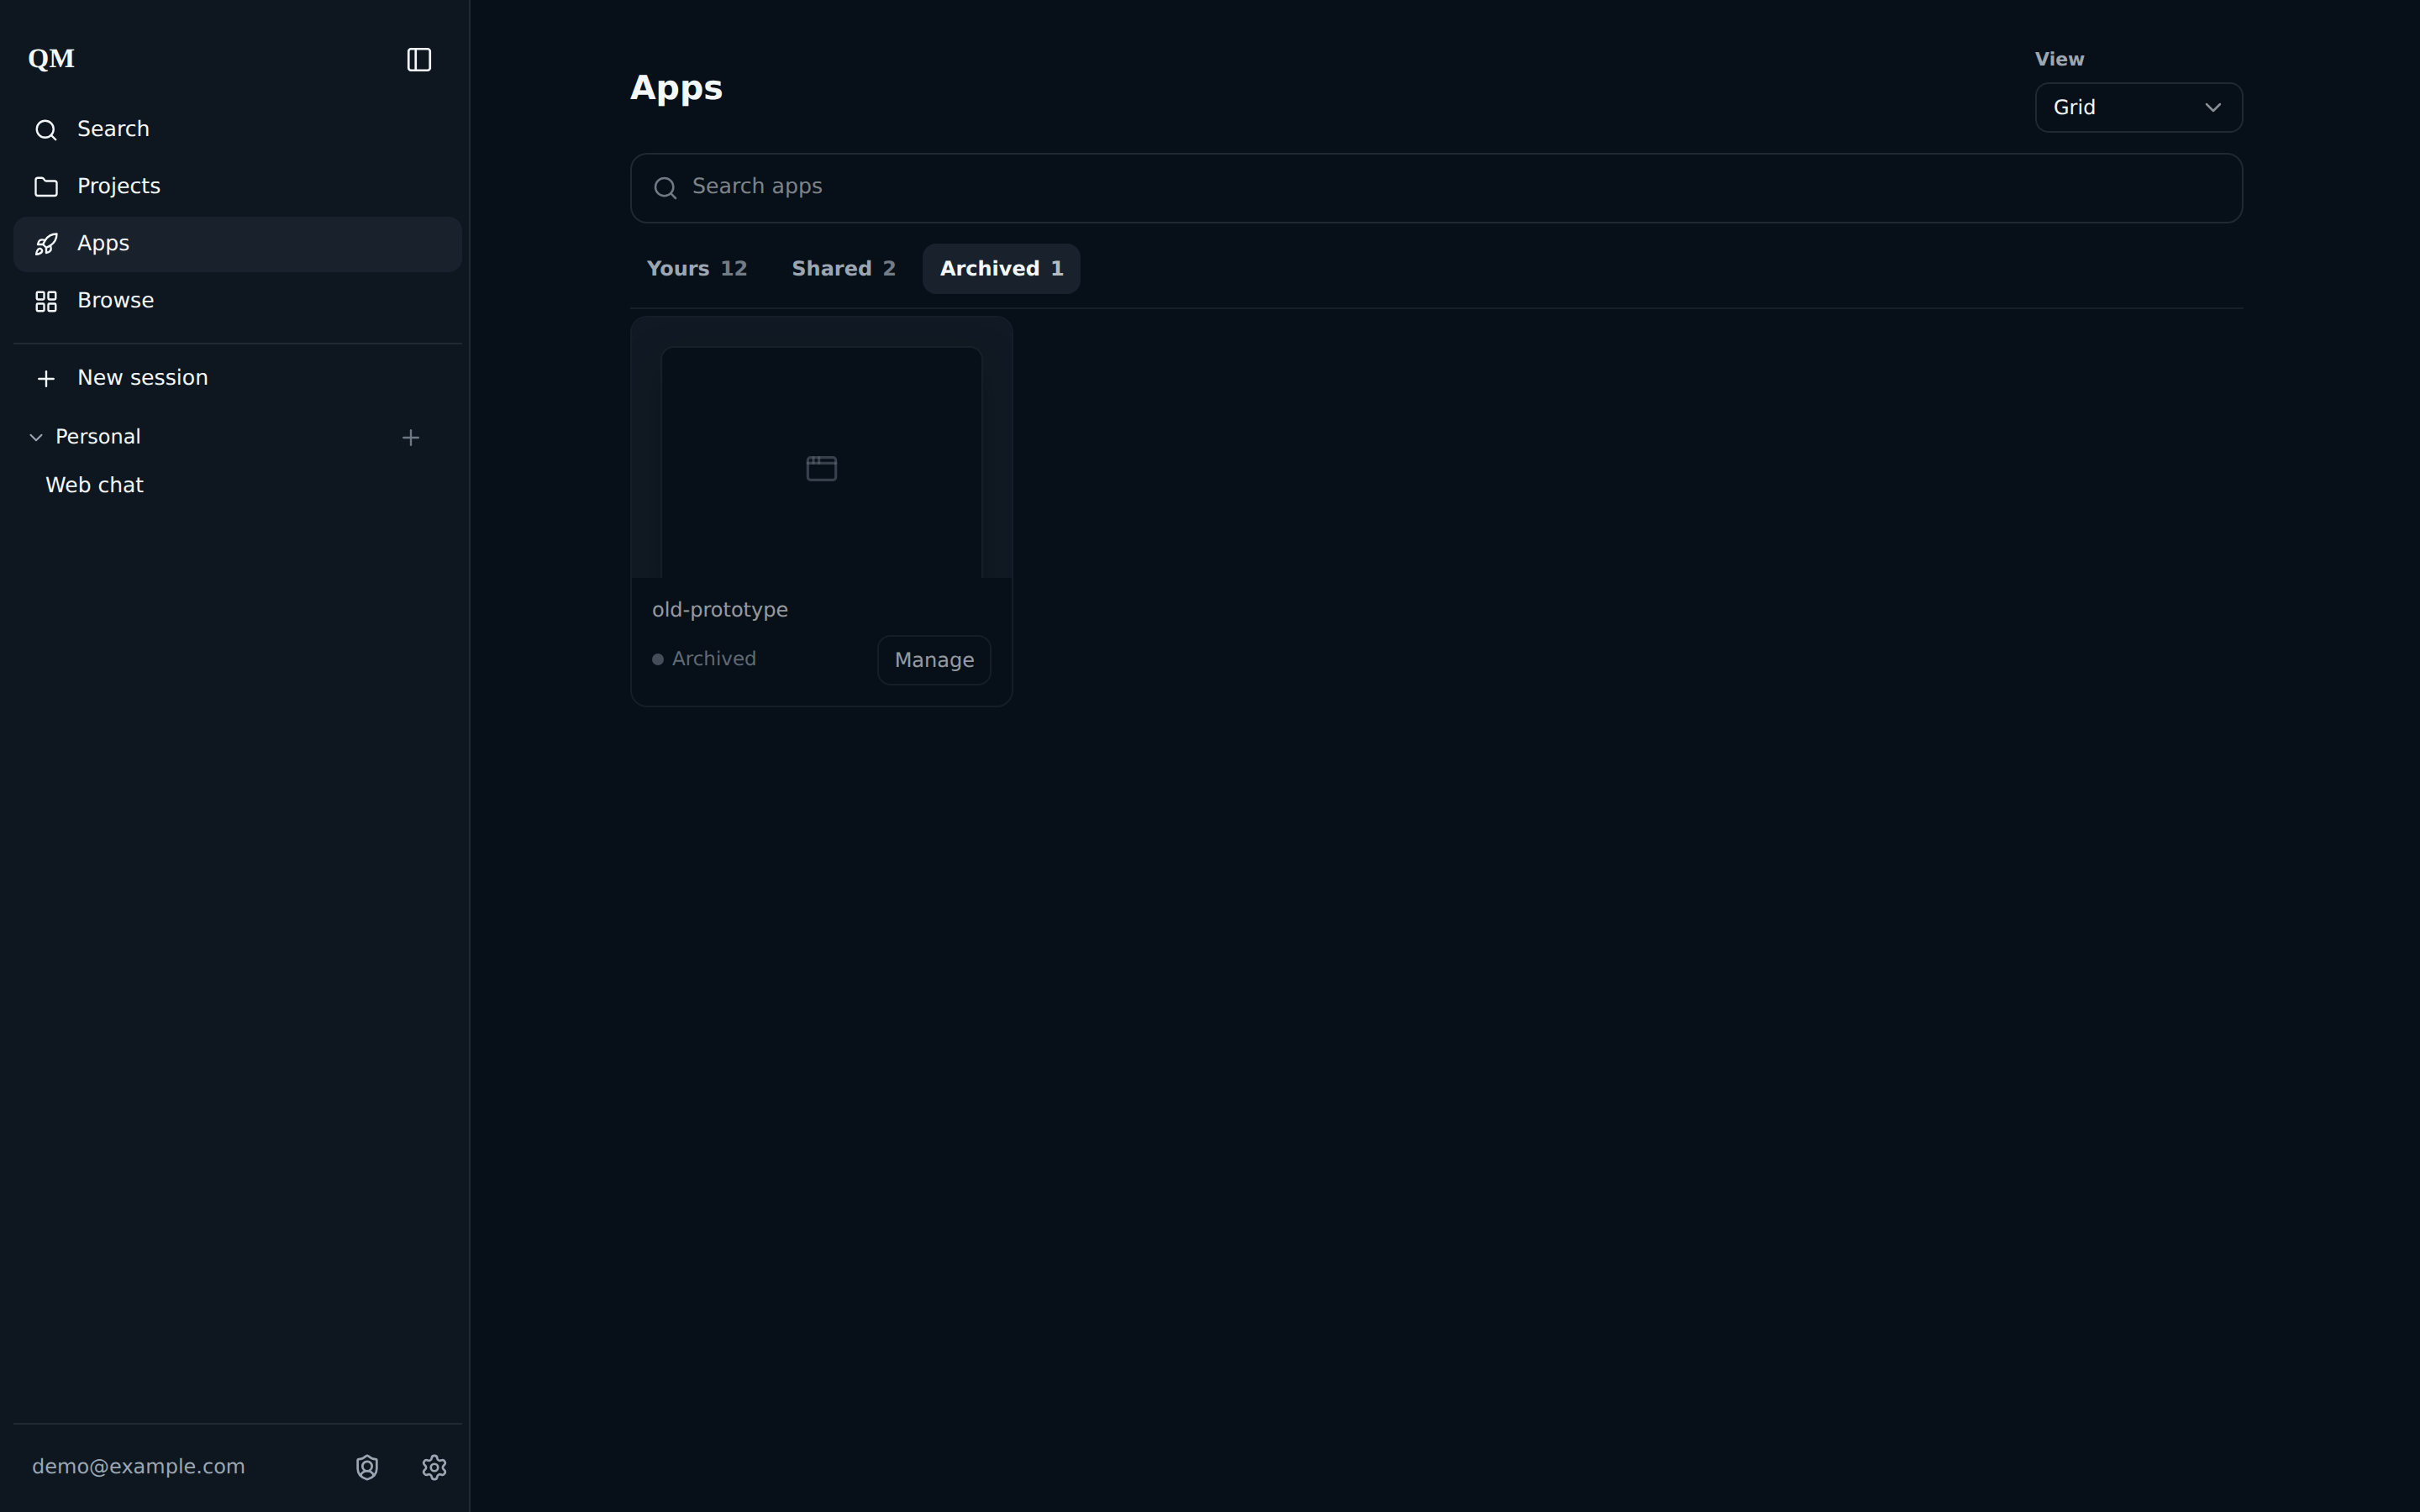 QM
Search
Projects
Apps
Browse
New session
Personal
Web chat
demo@example.com
Apps
View
Grid
Search apps
Yours 12 Shared 2 Archived 1
old-prototype
Archived
Manage